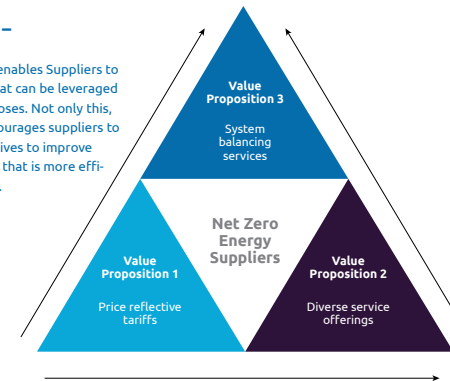 –
enables Suppliers to
at can be leveraged
oses. Not only this,
ourages suppliers to
ives to improve
that is more effi-
.
Value
Proposition 3
System
balancing
services
Net Zero
Energy
Suppliers
Value
Proposition 1
Price reflective
tariffs
Value
Proposition 2
Diverse service
offerings